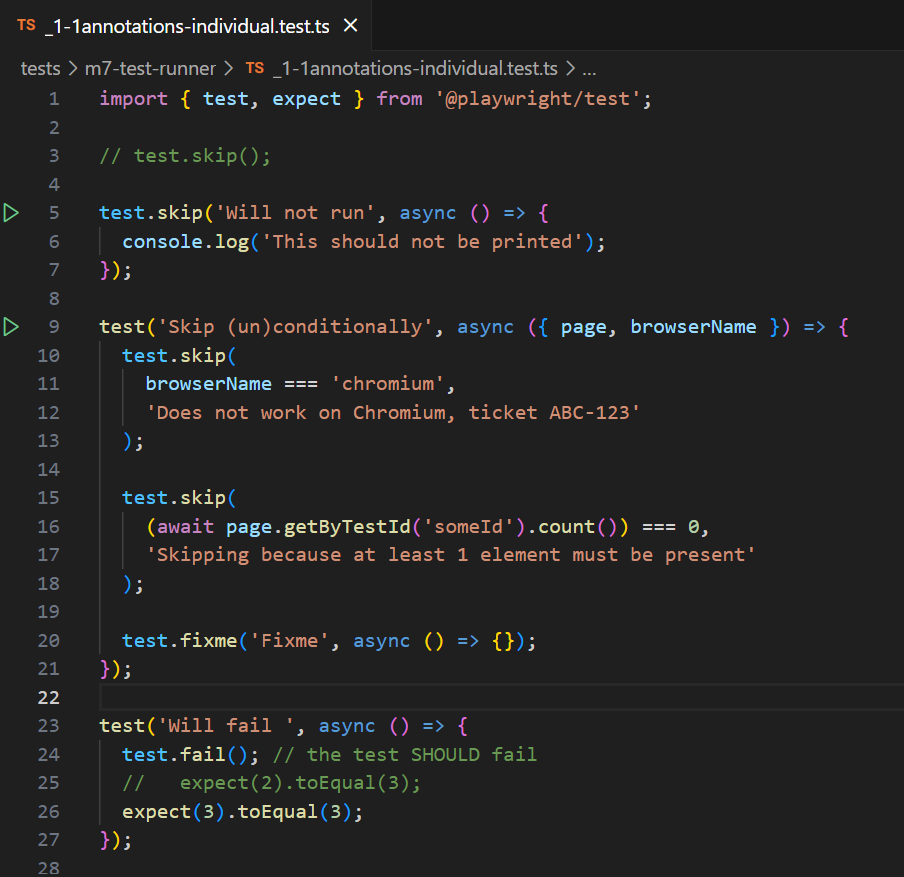 TS _1-1annotations-individual.test.ts ×
tests > m7-test-runner > TS _1-1annotations-individual.test.ts > ...
1 import { test, expect } from '@playwright/test';
2
3 // test.skip();
4
5 test.skip('Will not run', async () => {
6   console.log('This should not be printed');
7 });
8
9 test('Skip (un)conditionally', async ({ page, browserName }) => {
10   test.skip(
11     browserName === 'chromium',
12     'Does not work on Chromium, ticket ABC-123'
13   );
14
15   test.skip(
16     (await page.getByTestId('someId').count()) === 0,
17     'Skipping because at least 1 element must be present'
18   );
19
20   test.fixme('Fixme', async () => {});
21 });
22
23 test('Will fail ', async () => {
24   test.fail(); // the test SHOULD fail
25   //   expect(2).toEqual(3);
26   expect(3).toEqual(3);
27 });
28